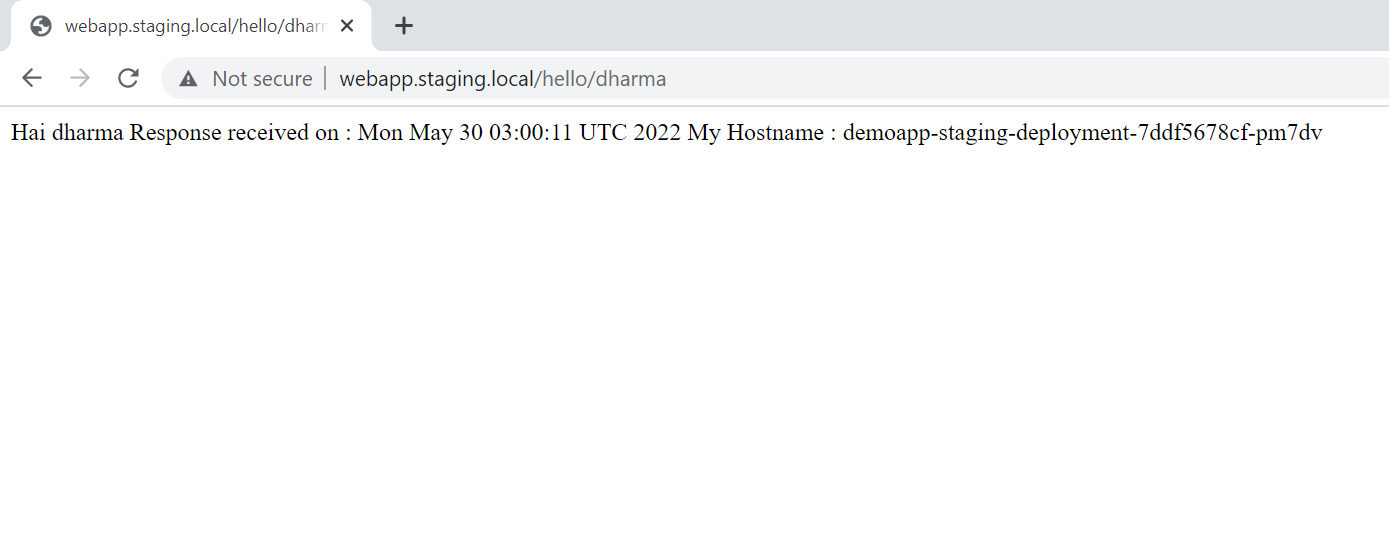 webapp.staging.local/hello/dharm
Not secure webapp.staging.local/hello/dharma
Hai dharma Response received on : Mon May 30 03:00:11 UTC 2022 My Hostname : demoapp-staging-deployment-7ddf5678cf-pm7dv